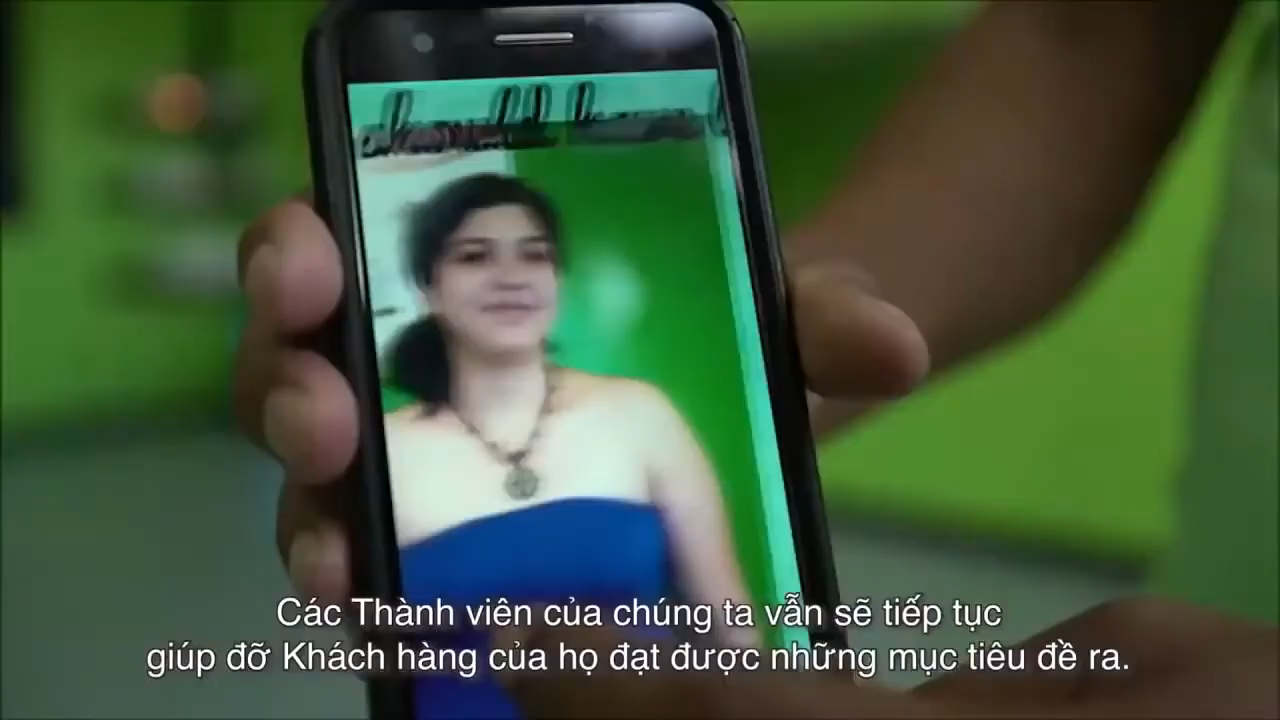 Các Thành viên của chúng ta vẫn sẽ tiếp tục
giúp đỡ Khách hàng của họ đạt được những mục tiêu đề ra.